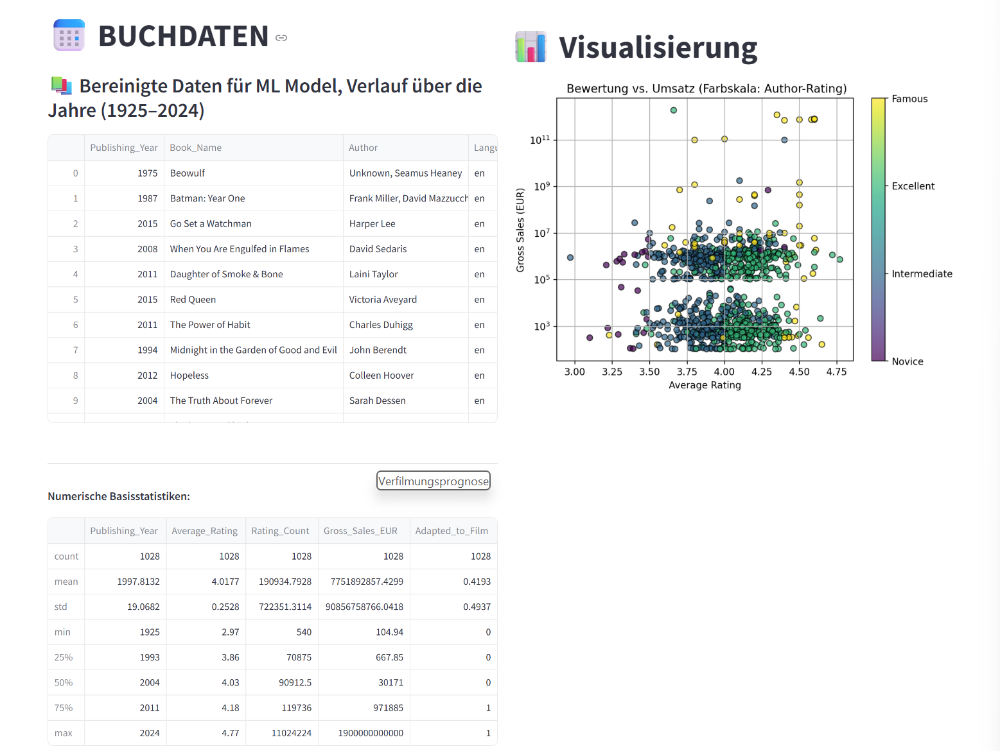 BUCHDATEN
Bereinigte Daten für ML Model, Verlauf über die
Jahre (1925–2024)
Publishing_Year Book_Name Author Langu
0 1975 Beowulf Unknown, Seamus Heaney en
1 1987 Batman: Year One Frank Miller, David Mazzucch en
2 2015 Go Set a Watchman Harper Lee en
3 2008 When You Are Engulfed in Flames David Sedaris en
4 2011 Daughter of Smoke & Bone Laini Taylor en
5 2015 Red Queen Victoria Aveyard en
6 2011 The Power of Habit Charles Duhigg en
7 1994 Midnight in the Garden of Good and Evil John Berendt en
8 2012 Hopeless Colleen Hoover en
9 2004 The Truth About Forever Sarah Dessen en
Verfilmungsprognose
Numerische Basisstatistiken:
Publishing_Year Average_Rating Rating_Count Gross_Sales_EUR Adapted_to_Film
count 1028 1028 1028 1028 1028
mean 1997.8132 4.0177 190934.7928 7751892857.4299 0.4193
std 19.0682 0.2528 722351.3114 90856758766.0418 0.4937
min 1925 2.97 540 104.94 0
25% 1993 3.86 70875 667.85 0
50% 2004 4.03 90912.5 30171 0
75% 2011 4.18 119736 971885 1
max 2024 4.77 11024224 1900000000000 1
Visualisierung
Bewertung vs. Umsatz (Farbskala: Author-Rating)
Gross Sales (EUR)
10¹¹
10⁹
10⁷
10⁵
10³
3.00 3.25 3.50 3.75 4.00 4.25 4.50 4.75
Average Rating
Famous
Excellent
Intermediate
Novice